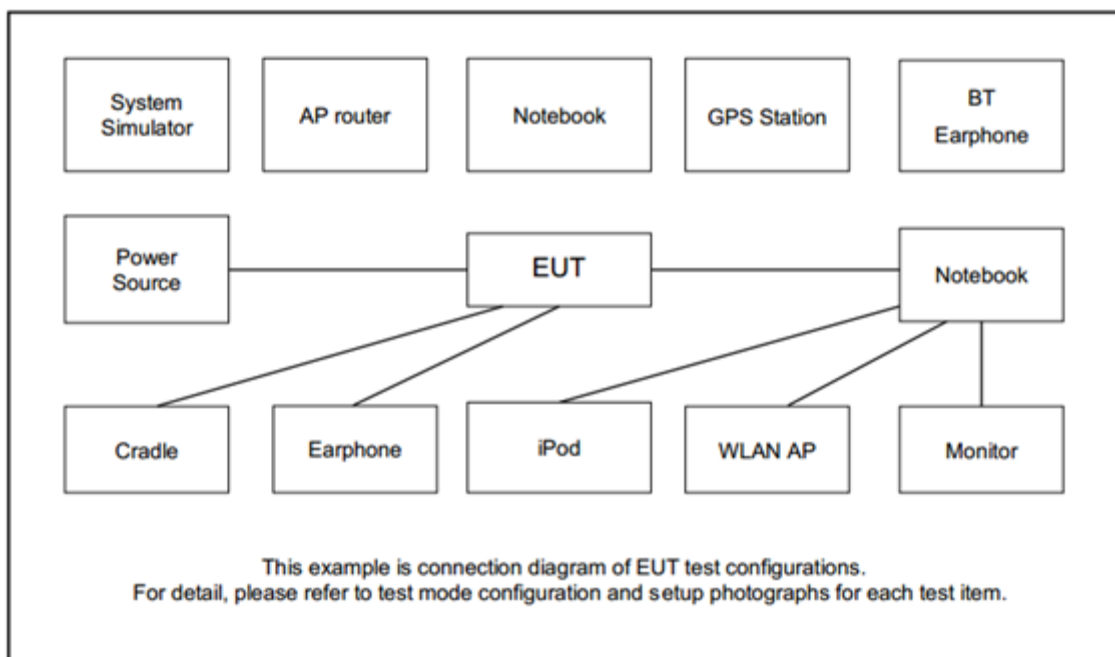 System
Simulator
AP router
Notebook
GPS Station
BT
Earphone
Power
Source
EUT
Notebook
Cradle
Earphone
iPod
WLAN AP
Monitor
This example is connection diagram of EUT test configurations.
For detail, please refer to test mode configuration and setup photographs for each test item.